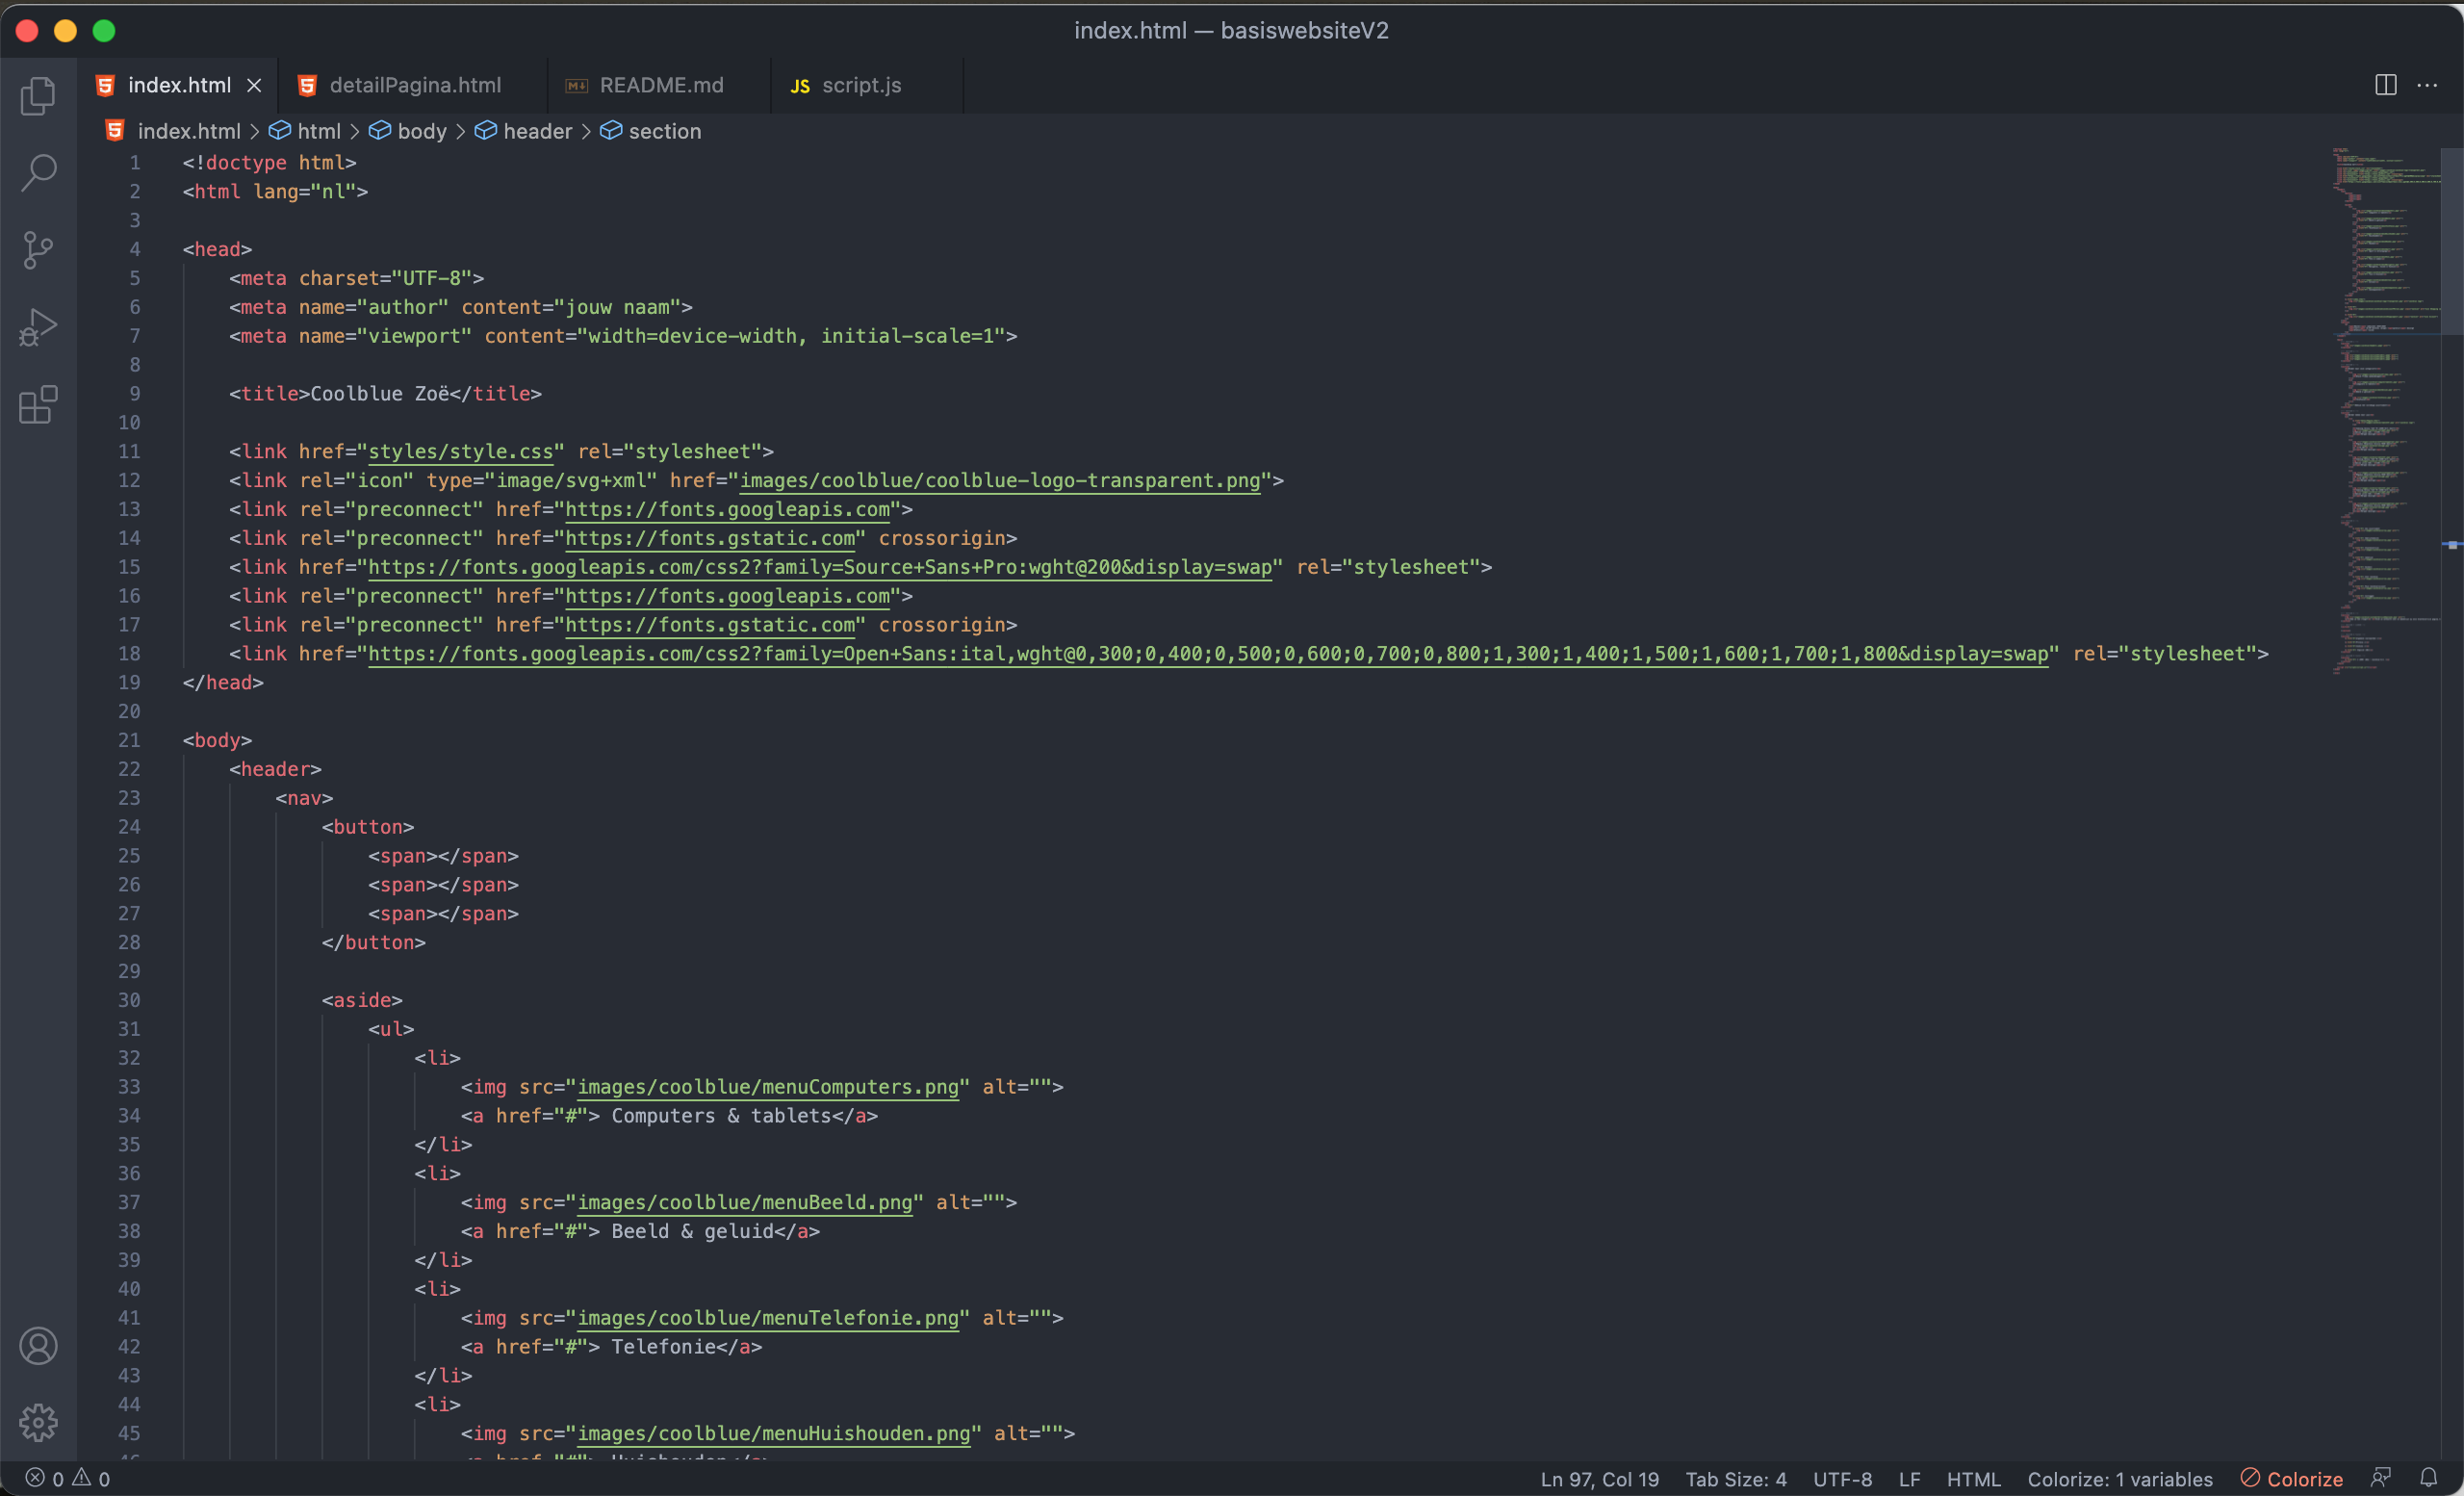 index.html — basiswebsiteV2
index.html detailPagina.html README.md JS script.js
index.html > html > body > header > section
1 <!doctype html>
2 <html lang="nl">
3
4 <head>
5 <meta charset="UTF-8">
6 <meta name="author" content="jouw naam">
7 <meta name="viewport" content="width=device-width, initial-scale=1">
8
9 <title>Coolblue Zoë</title>
10
11 <link href="styles/style.css" rel="stylesheet">
12 <link rel="icon" type="image/svg+xml" href="images/coolblue/coolblue-logo-transparent.png">
13 <link rel="preconnect" href="https://fonts.googleapis.com">
14 <link rel="preconnect" href="https://fonts.gstatic.com" crossorigin>
15 <link href="https://fonts.googleapis.com/css2?family=Source+Sans+Pro:wght@200&display=swap" rel="stylesheet">
16 <link rel="preconnect" href="https://fonts.googleapis.com">
17 <link rel="preconnect" href="https://fonts.gstatic.com" crossorigin>
18 <link href="https://fonts.googleapis.com/css2?family=Open+Sans:ital,wght@0,300;0,400;0,500;0,600;0,700;0,800;1,300;1,400;1,500;1,600;1,700;1,800&display=swap" rel="stylesheet">
19 </head>
20
21 <body>
22 <header>
23 <nav>
24 <button>
25 <span></span>
26 <span></span>
27 <span></span>
28 </button>
29
30 <aside>
31 <ul>
32 <li>
33 <img src="images/coolblue/menuComputers.png" alt="">
34 <a href="#"> Computers & tablets</a>
35 </li>
36 <li>
37 <img src="images/coolblue/menuBeeld.png" alt="">
38 <a href="#"> Beeld & geluid</a>
39 </li>
40 <li>
41 <img src="images/coolblue/menuTelefonie.png" alt="">
42 <a href="#"> Telefonie</a>
43 </li>
44 <li>
45 <img src="images/coolblue/menuHuishouden.png" alt="">
0 0 Ln 97, Col 19 Tab Size: 4 UTF-8 LF HTML Colorize: 1 variables Colorize